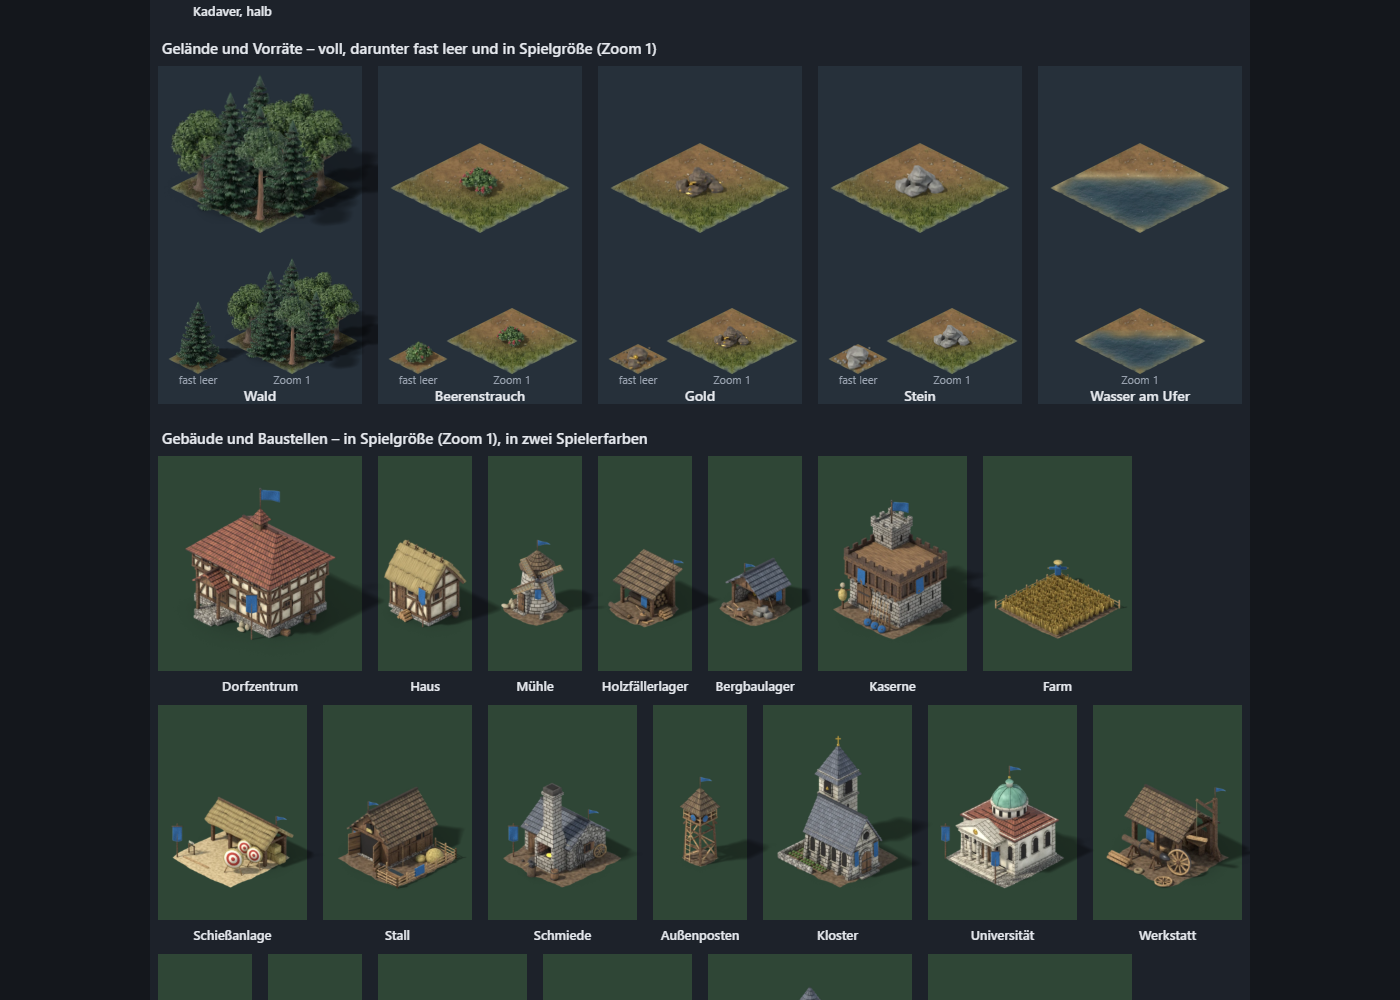 Kadaver, halb
Gelände und Vorräte – voll, darunter fast leer und in Spielgröße (Zoom 1)
fast leer Zoom 1
Wald
fast leer Zoom 1
Beerenstrauch
fast leer Zoom 1
Gold
fast leer Zoom 1
Stein
Zoom 1
Wasser am Ufer
Gebäude und Baustellen – in Spielgröße (Zoom 1), in zwei Spielerfarben
Dorfzentrum
Haus
Mühle
Holzfällerlager
Bergbaulager
Kaserne
Farm
Schießanlage
Stall
Schmiede
Außenposten
Kloster
Universität
Werkstatt